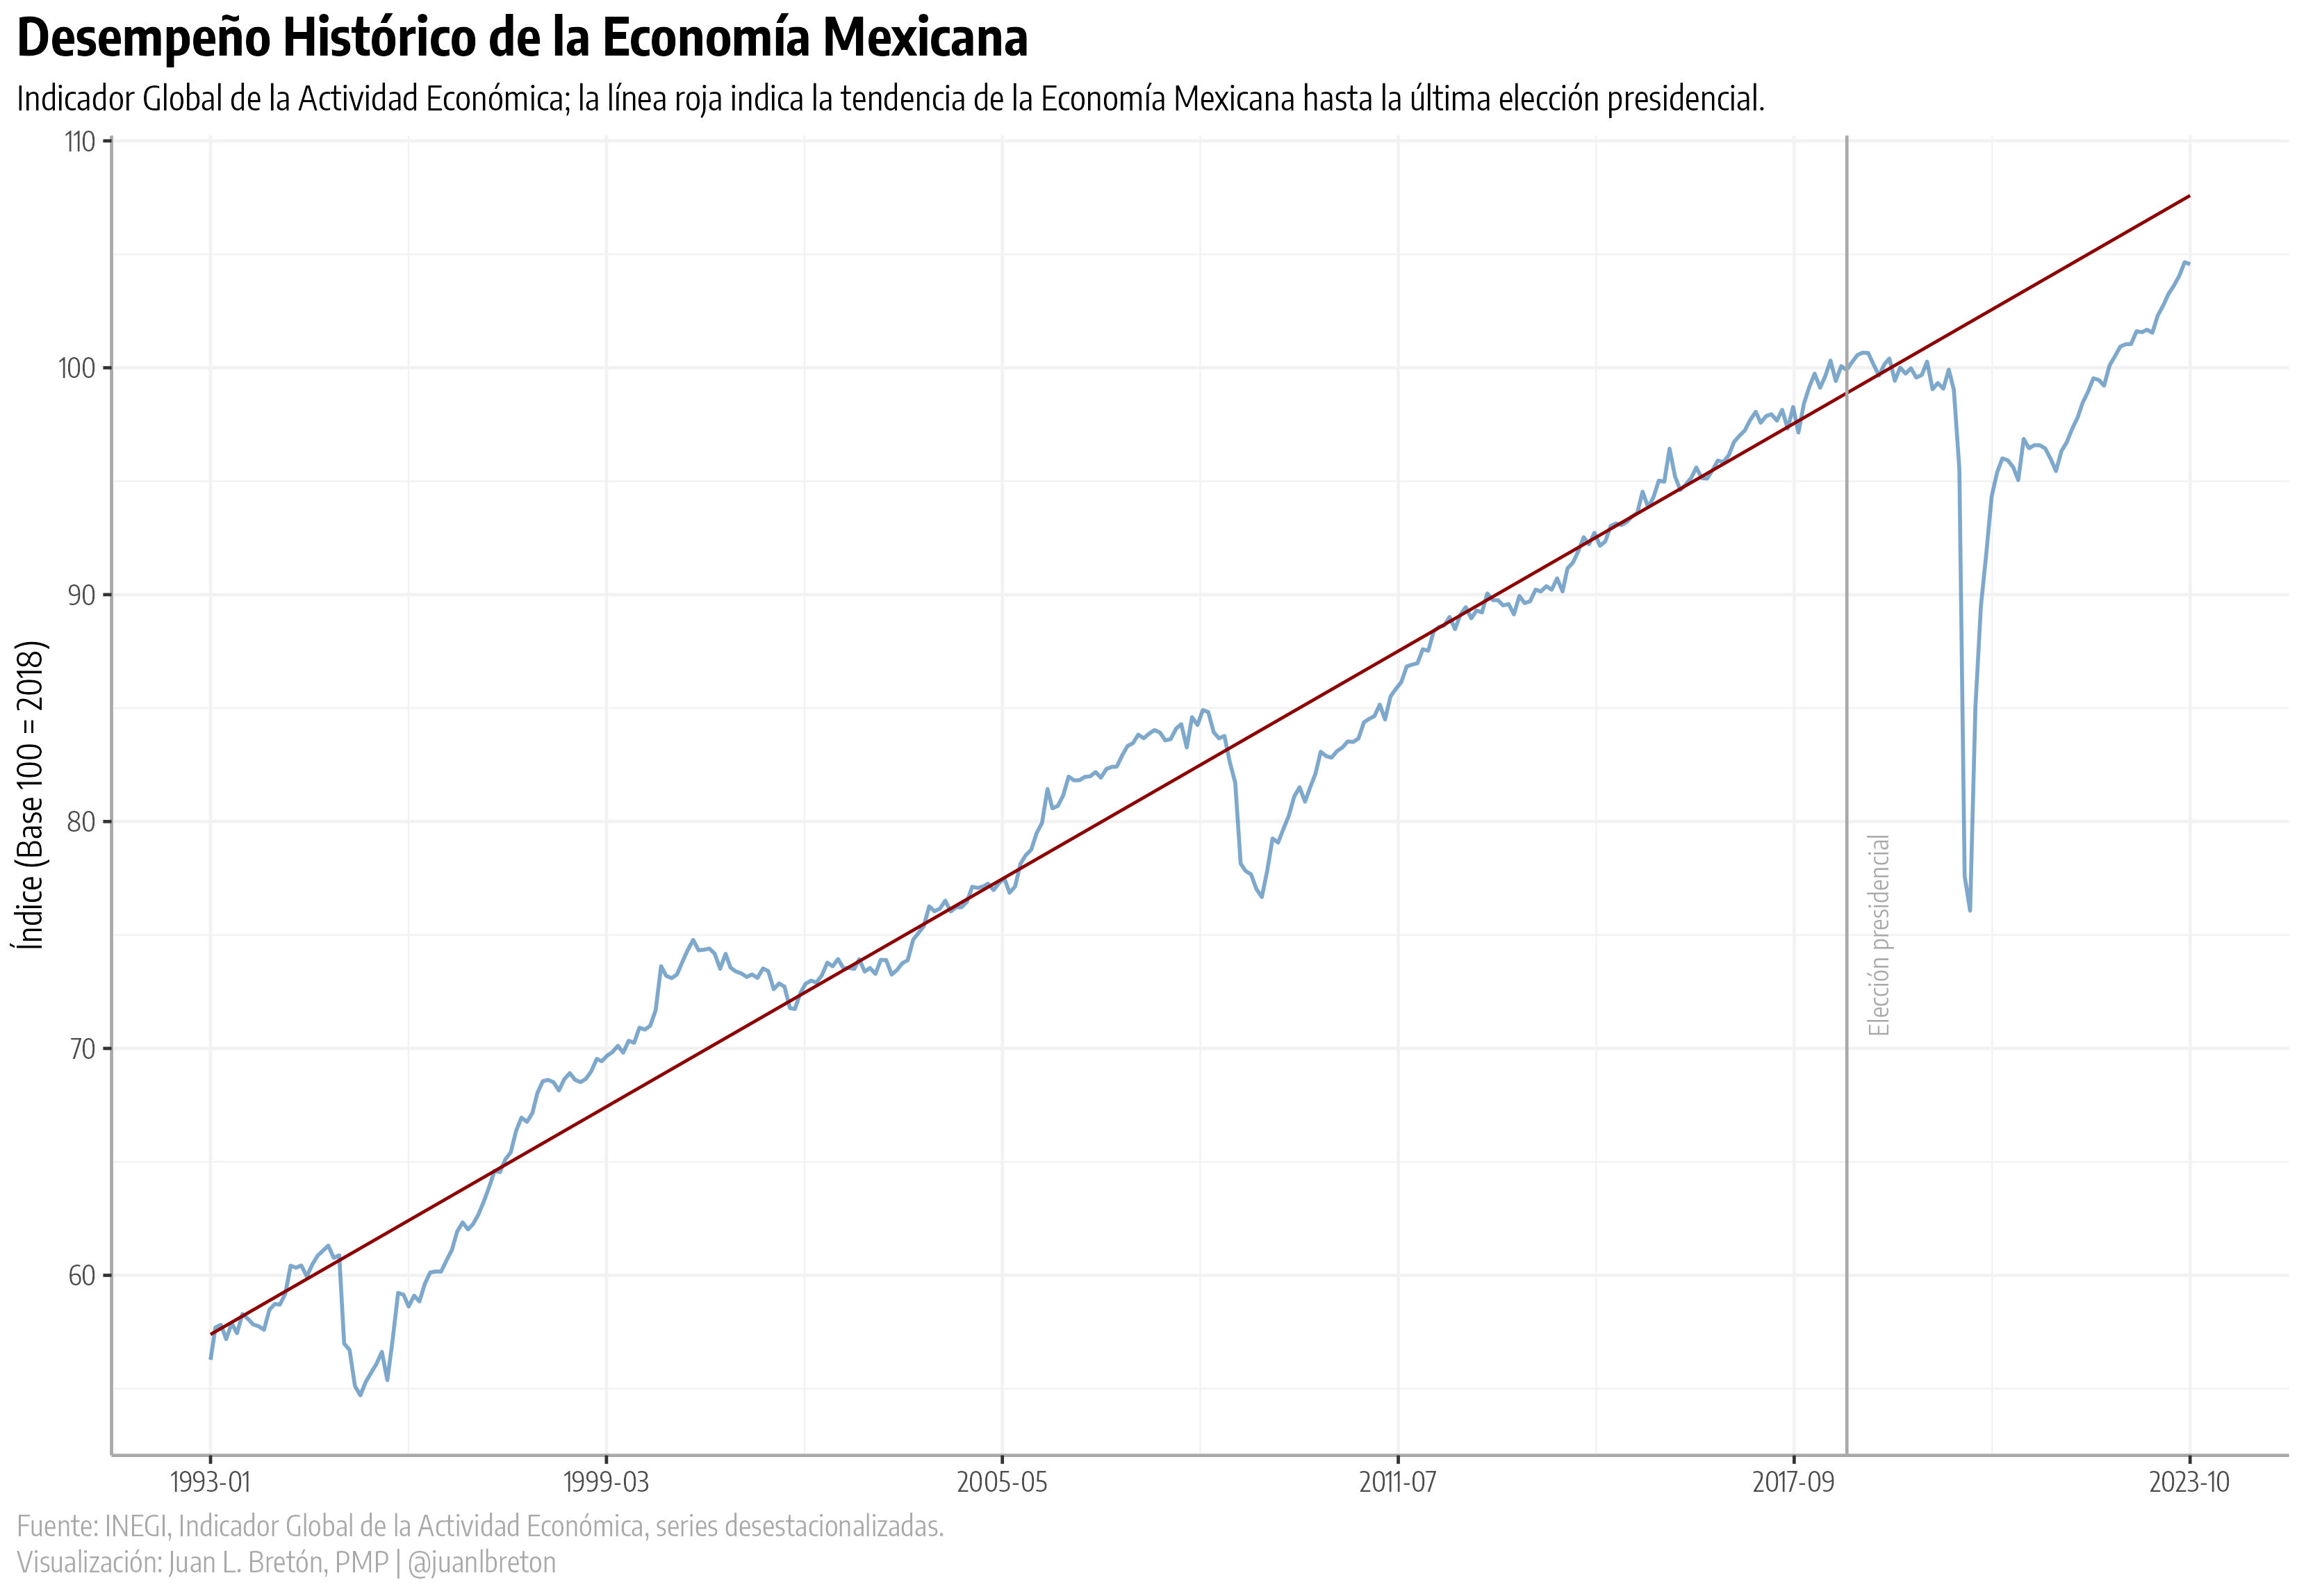 Desempeño Histórico de la Economía Mexicana
Indicador Global de la Actividad Económica; la línea roja indica la tendencia de la Economía Mexicana hasta la última elección presidencial.
110
100
90
80
70
60
Índice (Base 100 = 2018)
Elección presidencial
1993-01
1999-03
2005-05
2011-07
2017-09
2023-10
Fuente: INEGI, Indicador Global de la Actividad Económica, series desestacionalizadas.
Visualización: Juan L. Bretón, PMP | @juanlbreton